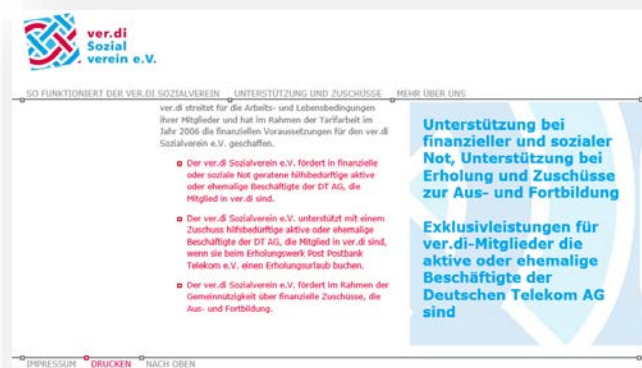 ver.di
Sozial
verein e.V.
SO FUNKTIONIERT DER VER.DI SOZIALVEREIN UNTERSTÜTZUNG UND ZUSCHÜSSE MEHR ÜBER UNS
ver.di streitet für die Arbeits- und Lebensbedingungen
ihrer Mitglieder und hat im Rahmen der Tarifarbeit im
Jahr 2006 die finanziellen Voraussetzungen für den ver.di
Sozialverein e.V. geschaffen.
Der ver.di Sozialverein e.V. fördert in finanzielle
oder soziale Not geratene hilfsbedürftige aktive
oder ehemalige Beschäftigte der DT AG, die
Mitglied in ver.di sind.
Der ver.di Sozialverein e.V. unterstützt mit einem
Zuschuss hilfsbedürftige aktive oder ehemalige
Beschäftigte der DT AG, die Mitglied in ver.di sind,
wenn sie beim Erholungswerk Post Postbank
Telekom e.V. einen Erholungsurlaub buchen.
Der ver.di Sozialverein e.V. fördert im Rahmen der
Gemeinnützigkeit über finanzielle Zuschüsse, die
Aus- und Fortbildung.
Unterstützung bei
finanzieller und sozialer
Not, Unterstützung bei
Erholung und Zuschüsse
zur Aus- und Fortbildung
Exklusivleistungen für
ver.di-Mitglieder die
aktive oder ehemalige
Beschäftigte der
Deutschen Telekom AG
sind
IMPRESSUM DRUCKEN NACH OBEN